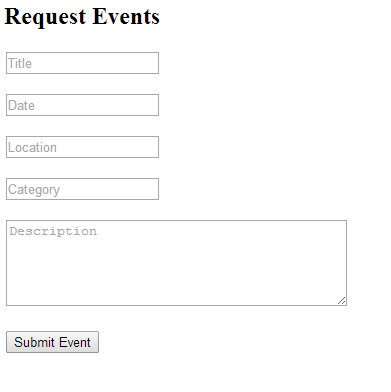 Request Events
Title
Date
Location
Category
Description
Submit Event